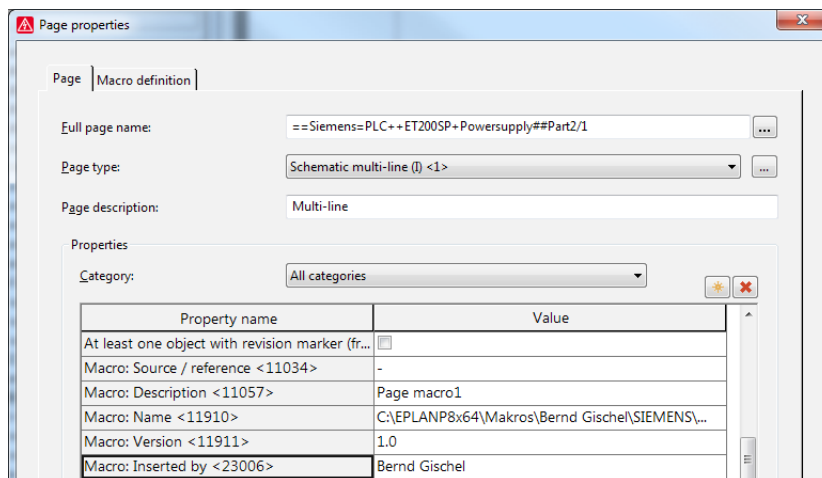 Page properties
Page Macro definition
Full page name: ==Siemens=PLC++ET200SP+Powersupply##Part2/1 ...
Page type: Schematic multi-line (I) <1> ...
Page description: Multi-line
Properties
Category: All categories
Property name Value
At least one object with revision marker (fr...
Macro: Source / reference <11034> -
Macro: Description <11057> Page macro1
Macro: Name <11910> C:\EPLANP8x64\Makros\Bernd Gischel\SIEMENS\...
Macro: Version <11911> 1.0
Macro: Inserted by <23006> Bernd Gischel